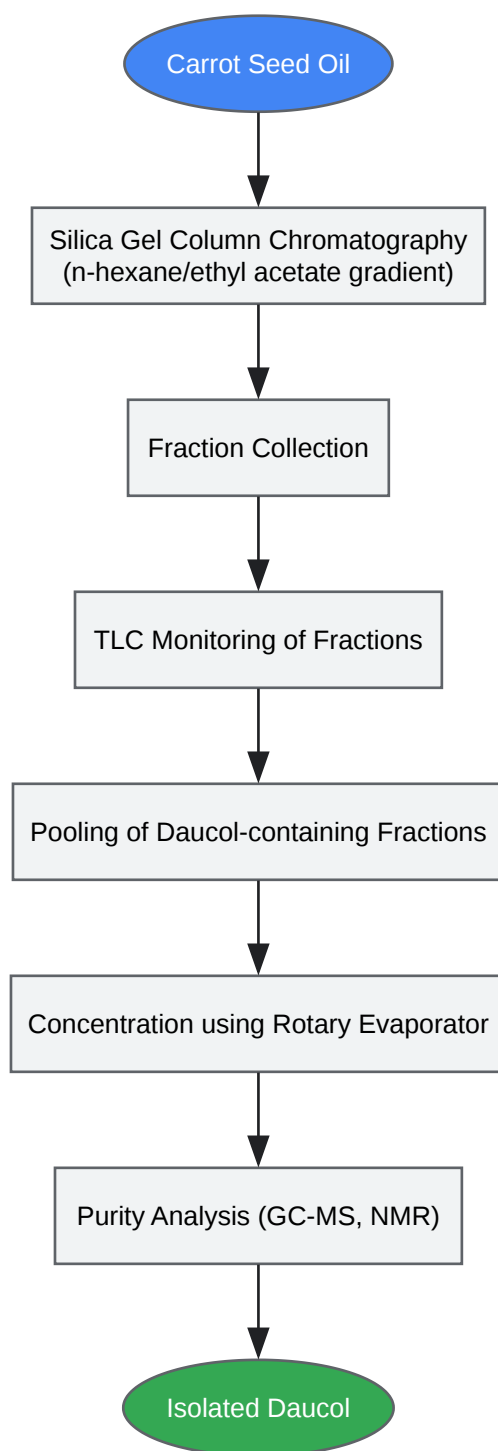 Carrot Seed Oil
Silica Gel Column Chromatography
(n-hexane/ethyl acetate gradient)
Fraction Collection
TLC Monitoring of Fractions
Pooling of Daucol-containing Fractions
Concentration using Rotary Evaporator
Purity Analysis (GC-MS, NMR)
Isolated Daucol